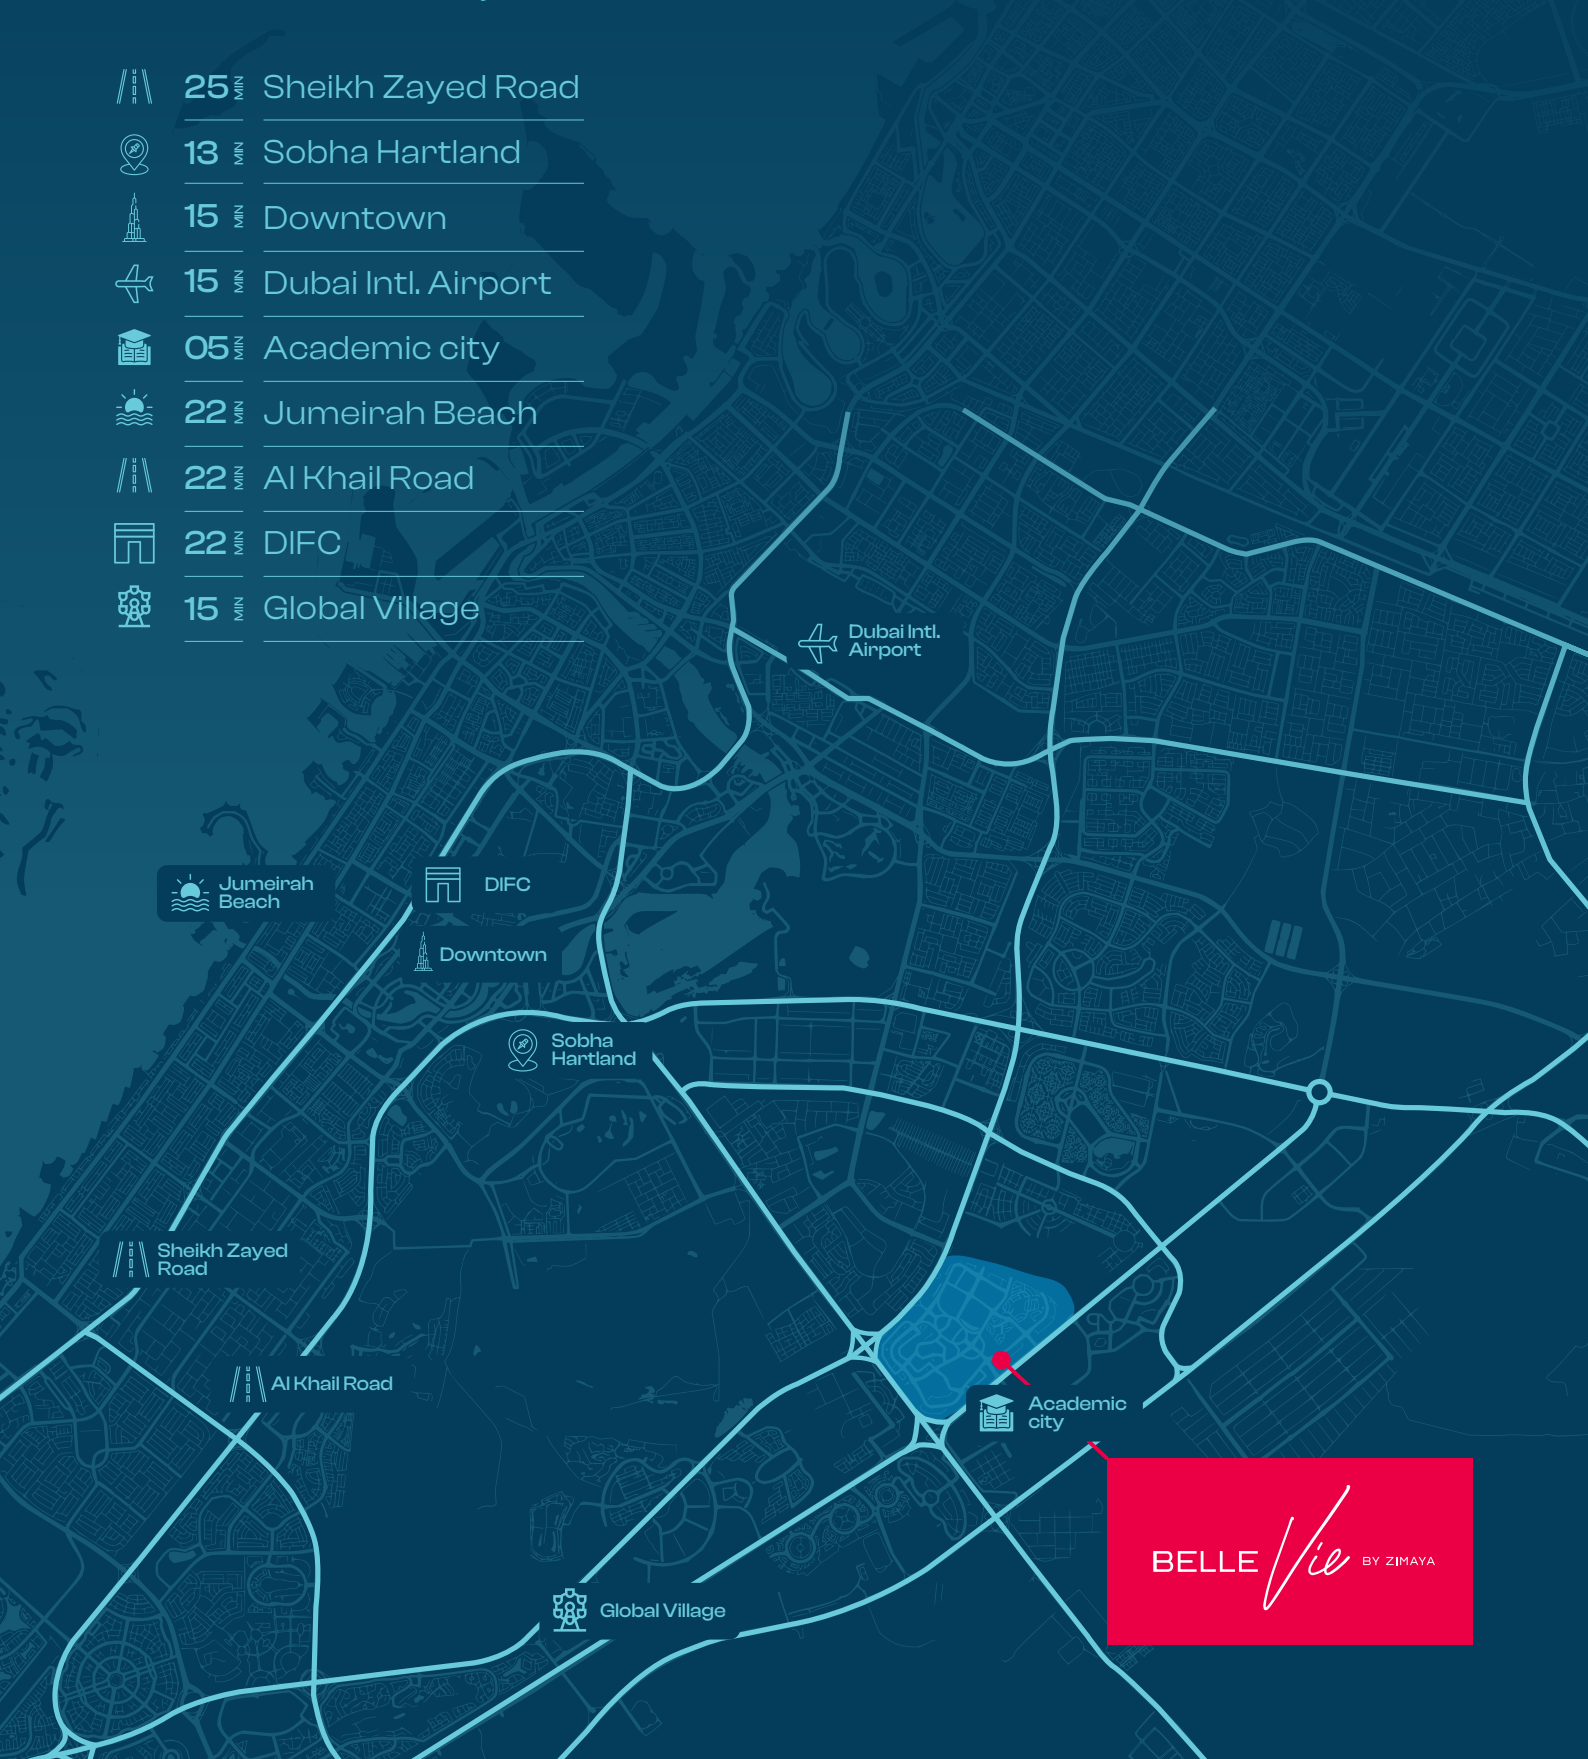 25 MIN Sheikh Zayed Road
13 MIN Sobha Hartland
15 MIN Downtown
15 MIN Dubai Intl. Airport
05 MIN Academic city
22 MIN Jumeirah Beach
22 MIN Al Khail Road
22 MIN DIFC
15 MIN Global Village
Dubai Intl.
Airport
Jumeirah
Beach
DIFC
Downtown
Sobha
Hartland
Sheikh Zayed
Road
Al Khail Road
Academic
city
BELLE Vie BY ZIMAYA
Global Village